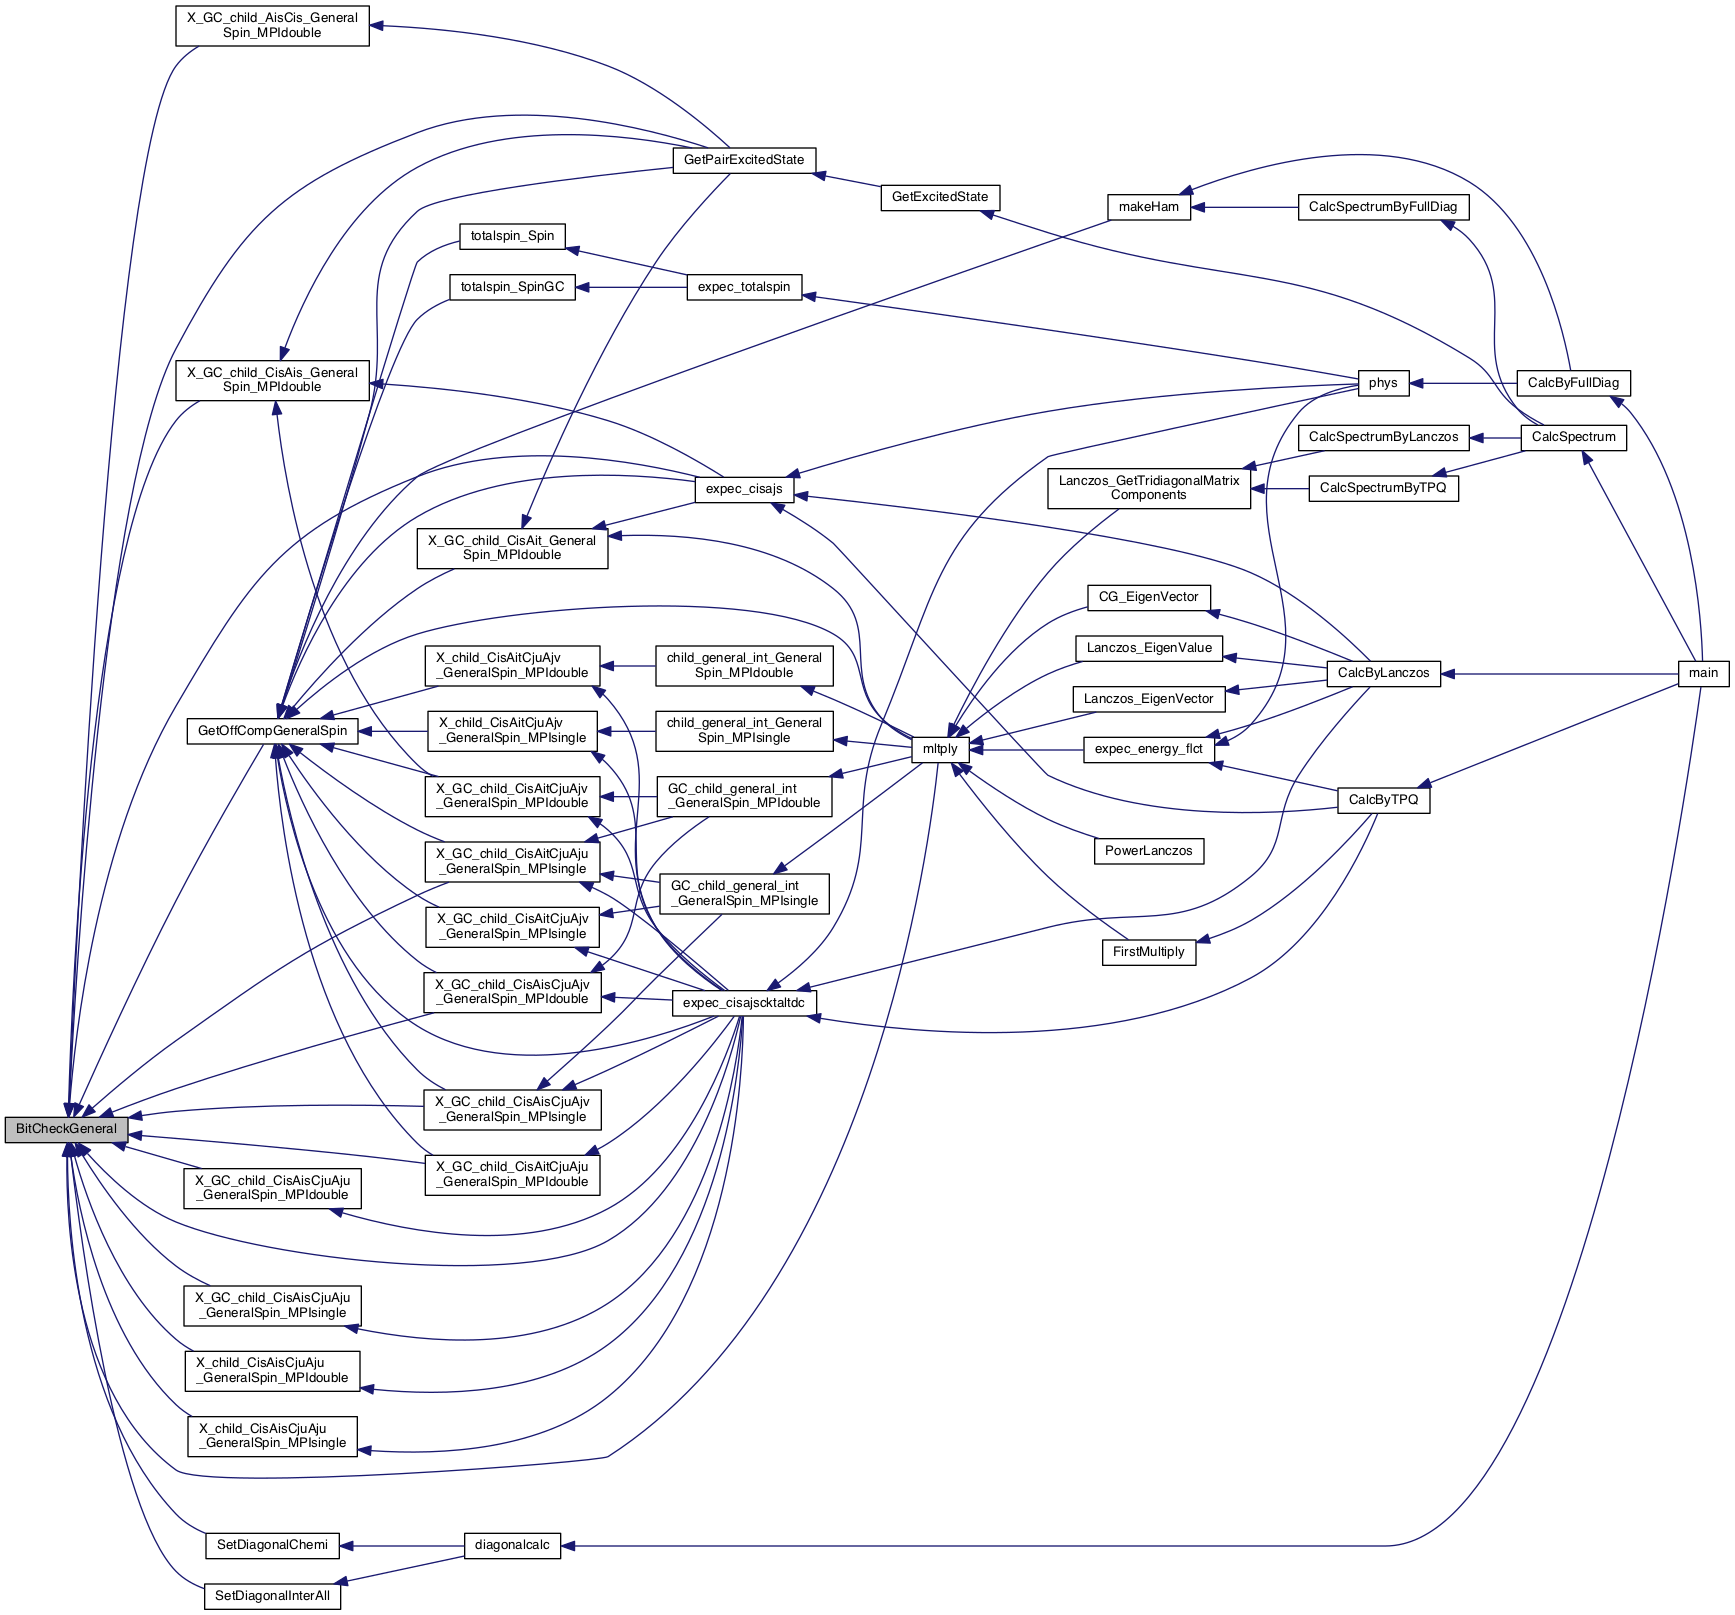 X_GC_child_AisCis_General
Spin_MPIdouble
GetPairExcitedState
GetExcitedState
makeHam
CalcSpectrumByFullDiag
totalspin_Spin
totalspin_SpinGC
expec_totalspin
X_GC_child_CisAis_General
Spin_MPIdouble
phys
CalcByFullDiag
CalcSpectrumByLanczos
CalcSpectrum
expec_cisajs
Lanczos_GetTridiagonalMatrix
Components
CalcSpectrumByTPQ
X_GC_child_CisAit_General
Spin_MPIdouble
CG_EigenVector
X_child_CisAitCjuAjv
_GeneralSpin_MPIdouble
child_general_int_General
Spin_MPIdouble
Lanczos_EigenValue
CalcByLanczos
main
Lanczos_EigenVector
GetOffCompGeneralSpin
X_child_CisAitCjuAjv
_GeneralSpin_MPIsingle
child_general_int_General
Spin_MPIsingle
mltply
expec_energy_flct
X_GC_child_CisAitCjuAjv
_GeneralSpin_MPIdouble
GC_child_general_int
_GeneralSpin_MPIdouble
CalcByTPQ
X_GC_child_CisAitCjuAju
_GeneralSpin_MPIsingle
PowerLanczos
GC_child_general_int
_GeneralSpin_MPIsingle
X_GC_child_CisAitCjuAjv
_GeneralSpin_MPIsingle
FirstMultiply
X_GC_child_CisAisCjuAjv
_GeneralSpin_MPIdouble
expec_cisajscktaltdc
X_GC_child_CisAisCjuAjv
_GeneralSpin_MPIsingle
BitCheckGeneral
X_GC_child_CisAitCjuAju
_GeneralSpin_MPIdouble
X_GC_child_CisAisCjuAju
_GeneralSpin_MPIdouble
X_GC_child_CisAisCjuAju
_GeneralSpin_MPIsingle
X_child_CisAisCjuAju
_GeneralSpin_MPIdouble
X_child_CisAisCjuAju
_GeneralSpin_MPIsingle
SetDiagonalChemi
diagonalcalc
SetDiagonalInterAll